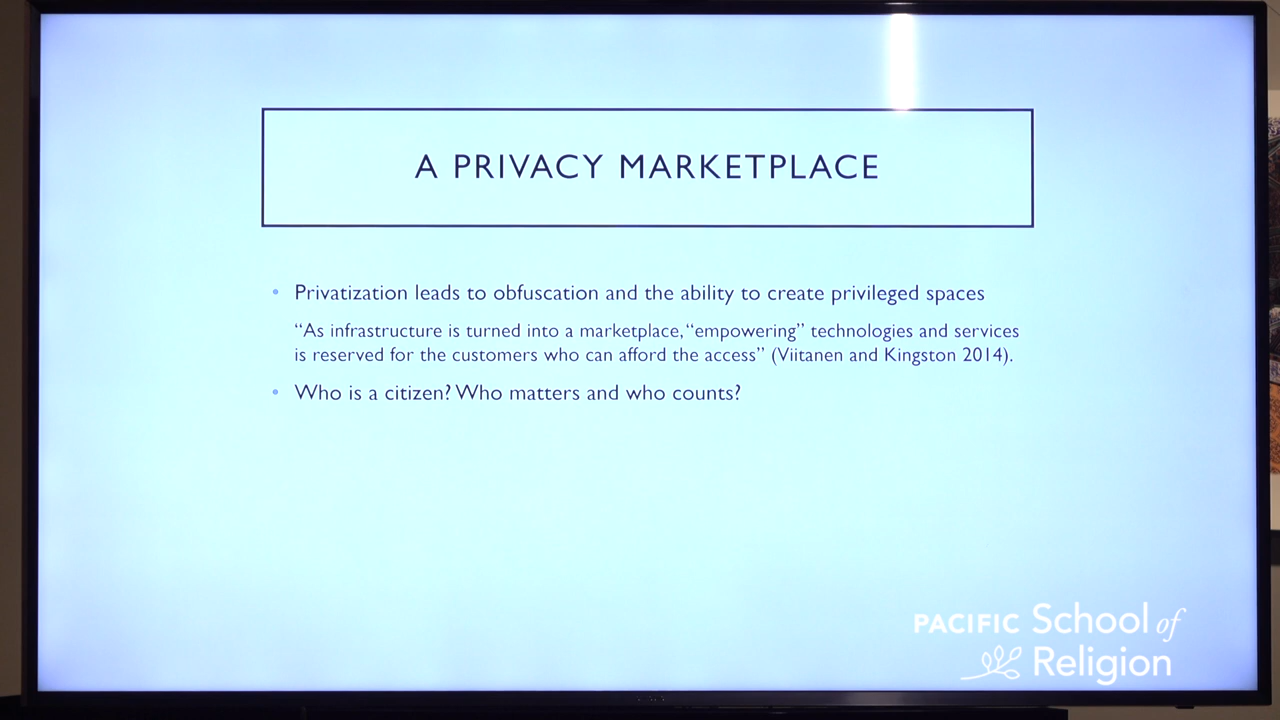 A PRIVACY MARKETPLACE
• Privatization leads to obfuscation and the ability to create privileged spaces
“As infrastructure is turned into a marketplace, “empowering” technologies and services
is reserved for the customers who can afford the access” (Viitanen and Kingston 2014).
• Who is a citizen? Who matters and who counts?
PACIFIC School of
Religion